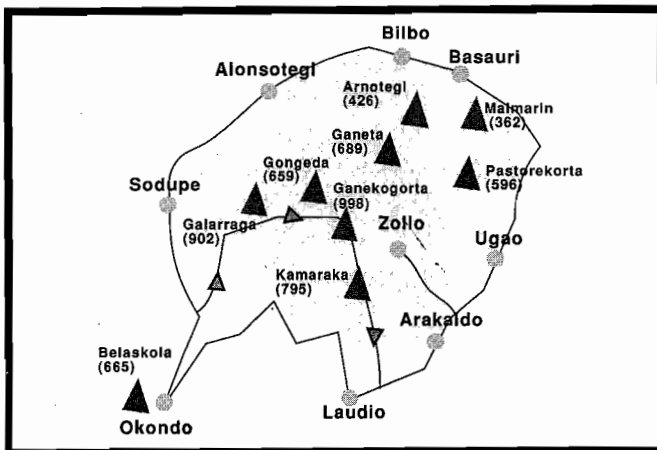 Bilbo
Basauri
Alonsotegi
Arnotegi
(426)
Malmarin
(362)
Ganeta
(689)
Gongeda
(659)
Pastorekorta
(596)
Sodupe
Ganekogorta
(998)
Galarraga
(902)
Zollo
Ugao
Kamaraka
(795)
Arakaldo
Belaskola
(665)
Okondo
Laudio